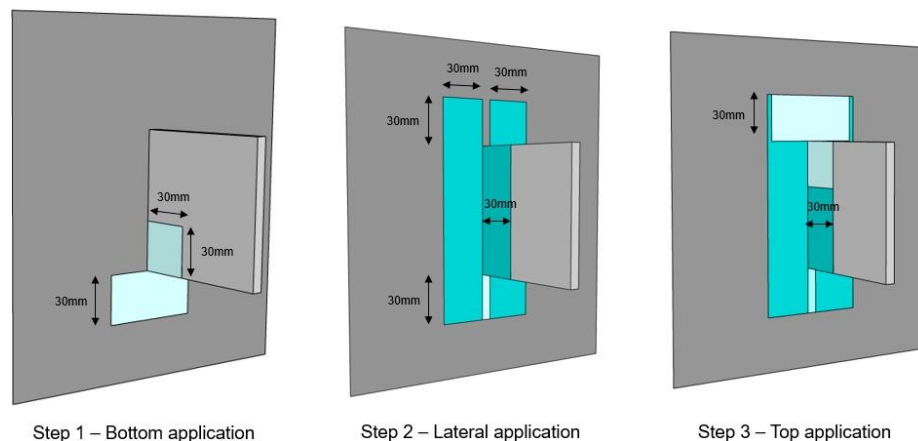 30mm
30mm
30mm
Step 1 – Bottom application
30mm
30mm
30mm
30mm
30mm
Step 2 – Lateral application
30mm
30mm
Step 3 – Top application